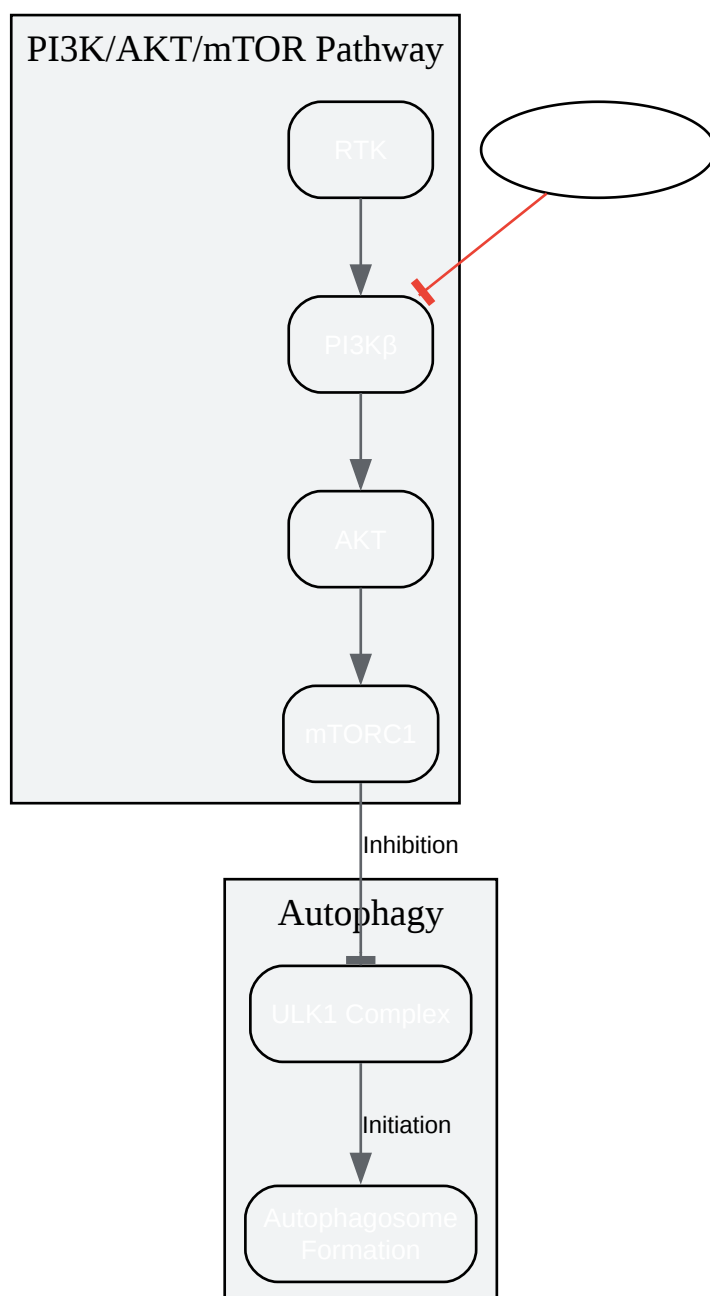 PI3K/AKT/mTOR Pathway
RTK
PI3Kβ
AKT
mTORC1
Inhibition
Autophagy
ULK1 Complex
Initiation
Autophagosome
Formation